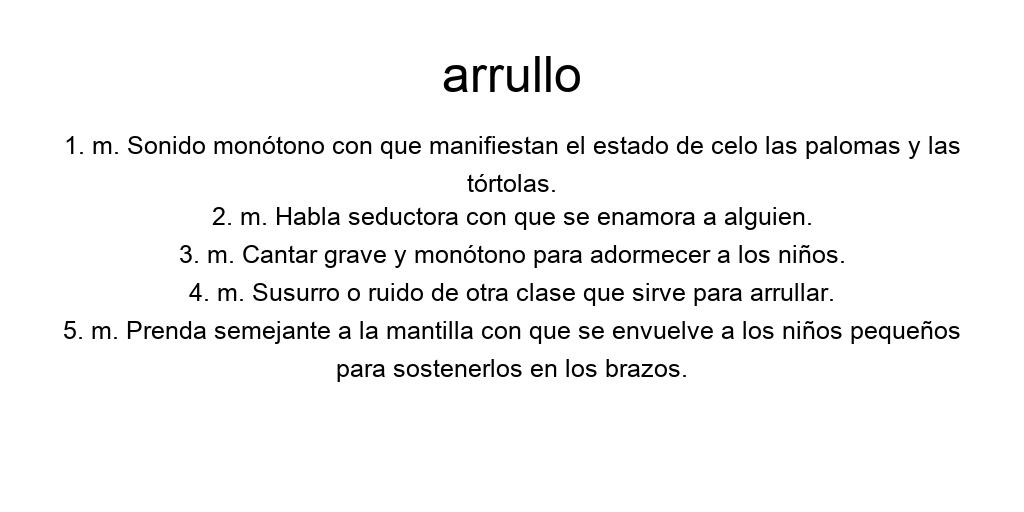 arrullo
1. m. Sonido monótono con que manifiestan el estado de celo las palomas y las
tórtolas.
2. m. Habla seductora con que se enamora a alguien.
3. m. Cantar grave y monótono para adormecer a los niños.
4. m. Susurro o ruido de otra clase que sirve para arrullar.
5. m. Prenda semejante a la mantilla con que se envuelve a los niños pequeños
para sostenerlos en los brazos.